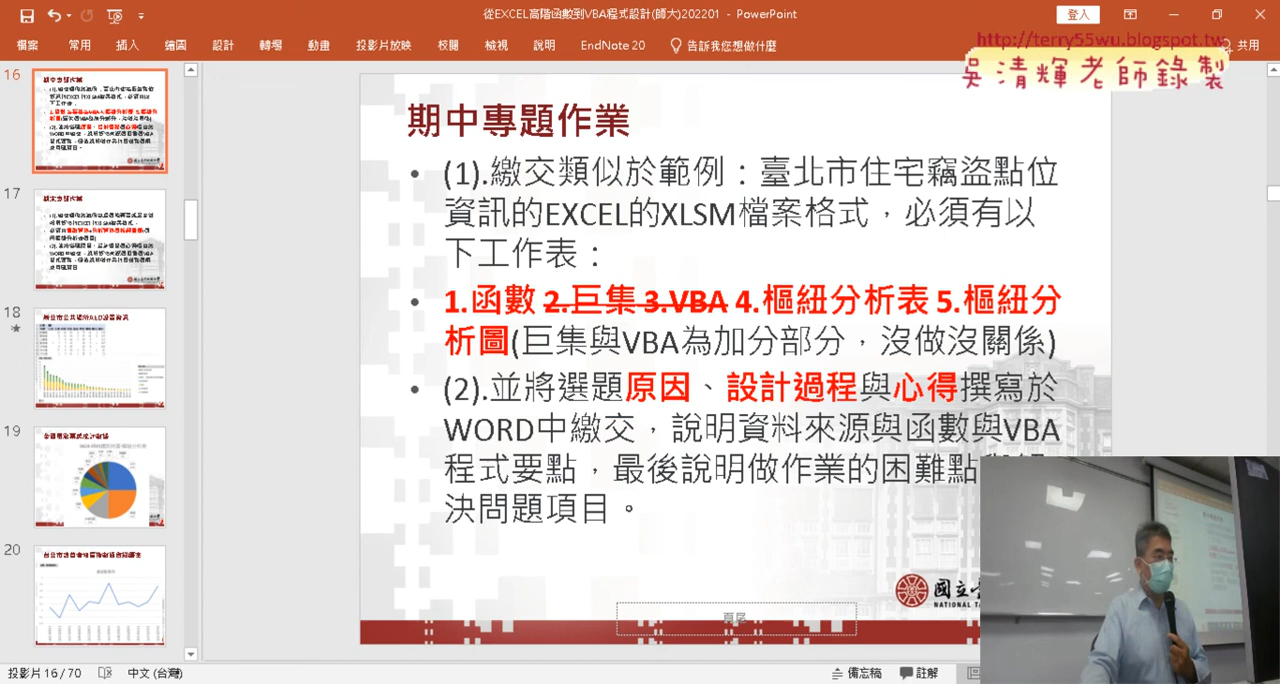 從EXCEL高階函數到VBA程式設計(師大)202201 - PowerPoint
登入
檔案 常用 插入 繪圖 設計 轉場 動畫 投影片放映 校閱 檢視 說明 EndNote 20 告訴我您想做什麼 共用
http://terry55wu.blogspot.tw
吳清輝老師錄製
16
17
18
19
20
期中專題作業
• (1).繳交類似於範例：臺北市住宅竊盜點位
資訊的EXCEL的XLSM檔案格式，必須有以
下工作表：
• 1.函數 2.巨集 3.VBA 4.樞紐分析表 5.樞紐分
析圖(巨集與VBA為加分部分，沒做沒關係)
• (2).並將選題原因、設計過程與心得撰寫於
WORD中繳交，說明資料來源與函數與VBA
程式要點，最後說明做作業的困難點
決問題項目。
頁尾
國立
NATIONAL TA
投影片 16 / 70 中文 (台灣) 備忘稿 註解